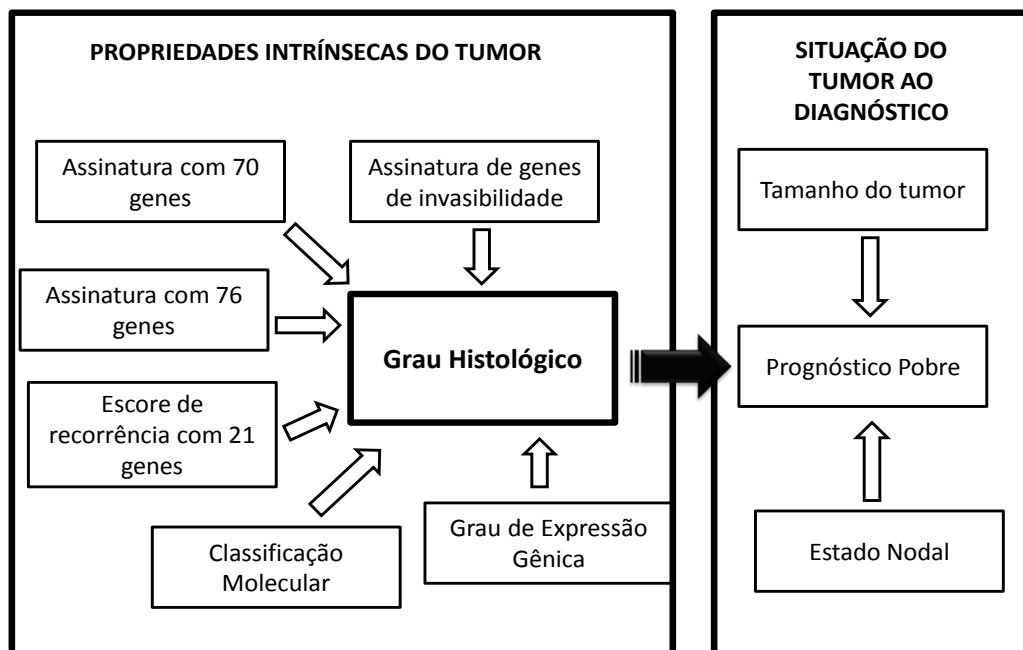 PROPRIEDADES INTRÍNSECAS DO TUMOR
Assinatura com 70
genes
Assinatura de genes
de invasibilidade
Assinatura com 76
genes
Grau Histológico
Escore de
recorrência com 21
genes
Classificação
Molecular
Grau de Expressão
Gênica
SITUAÇÃO DO
TUMOR AO
DIAGNÓSTICO
Tamanho do tumor
Prognóstico Pobre
Estado Nodal